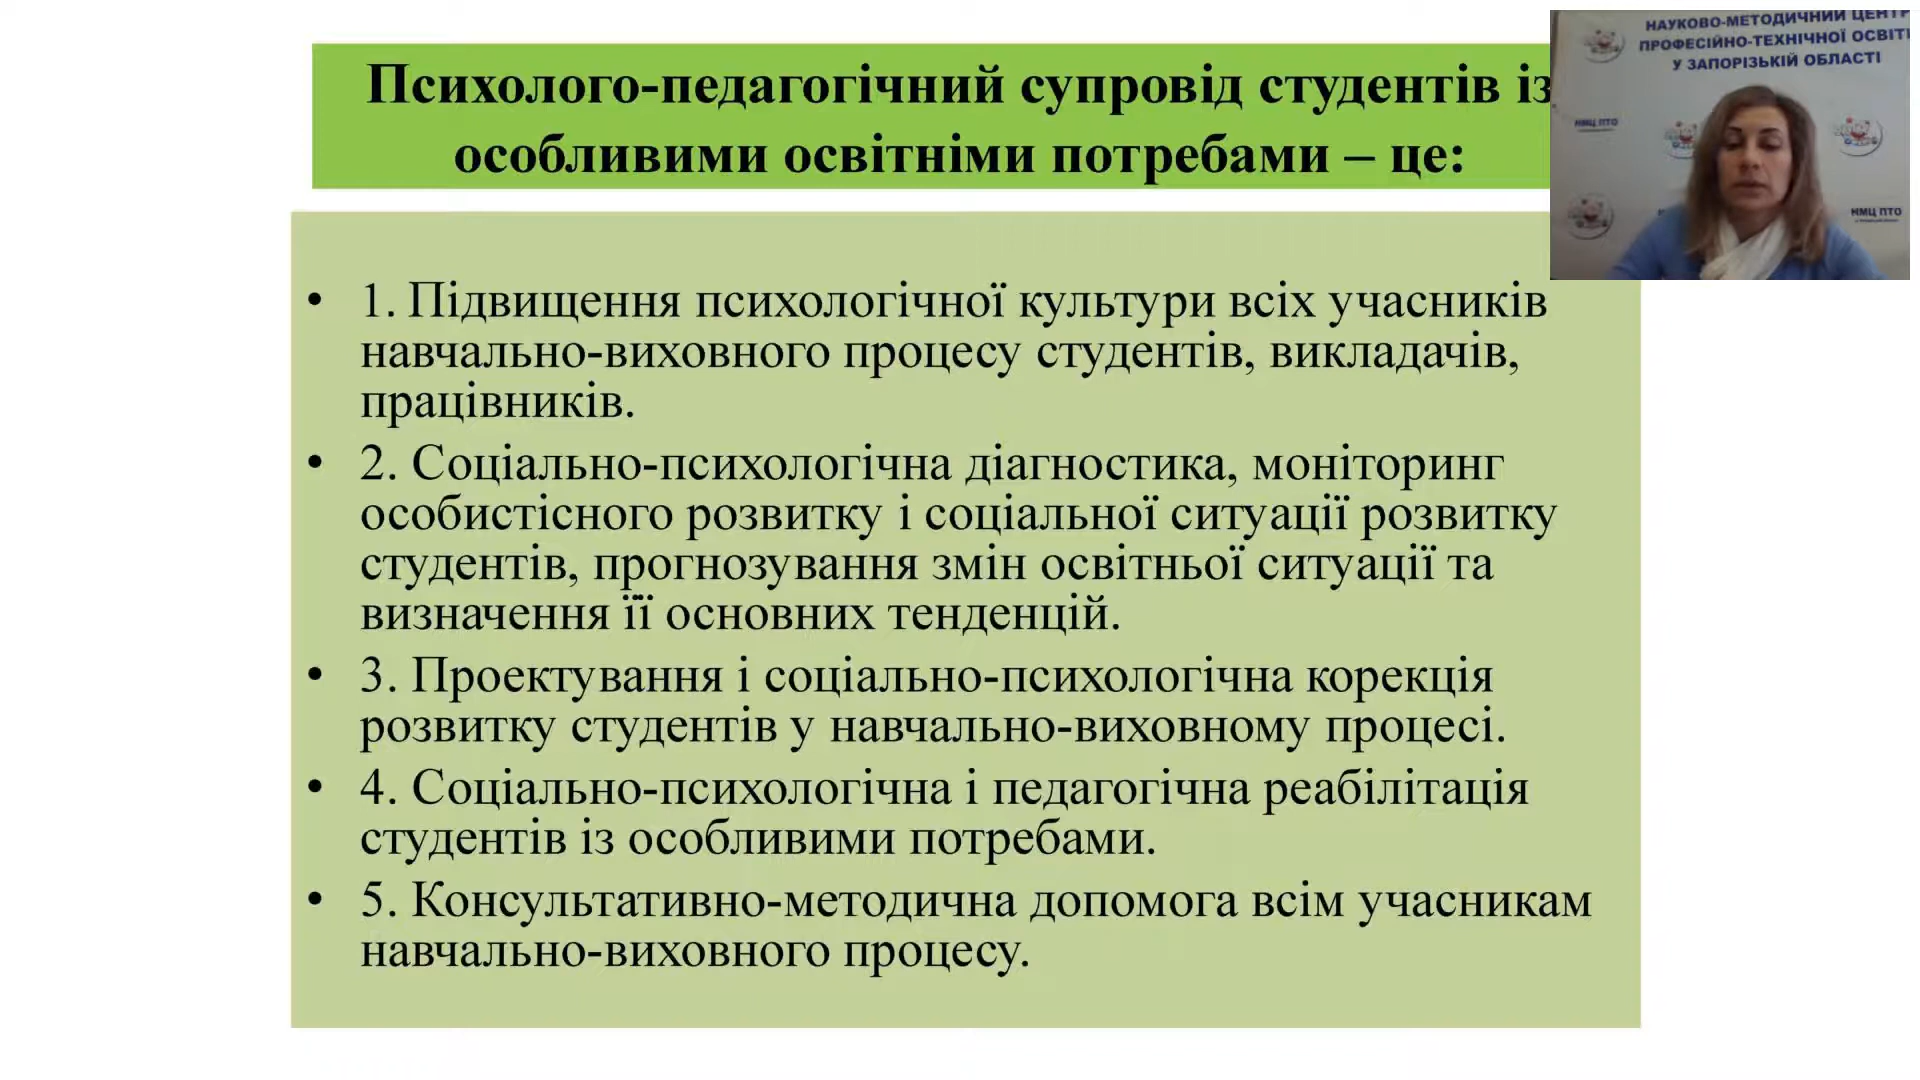 Психолого-педагогічний супровід студентів із
особливими освітніми потребами – це:
• 1. Підвищення психологічної культури всіх учасників
навчально-виховного процесу студентів, викладачів,
працівників.
• 2. Соціально-психологічна діагностика, моніторинг
особистісного розвитку і соціальної ситуації розвитку
студентів, прогнозування змін освітньої ситуації та
визначення її основних тенденцій.
• 3. Проектування і соціально-психологічна корекція
розвитку студентів у навчально-виховному процесі.
• 4. Соціально-психологічна і педагогічна реабілітація
студентів із особливими потребами.
• 5. Консультативно-методична допомога всім учасникам
навчально-виховного процесу.
НАУКОВО-МЕТОДИЧНИЙ ЦЕНТР
ПРОФЕСІЙНО-ТЕХНІЧНОЇ ОСВІТИ
У ЗАПОРІЗЬКІЙ ОБЛАСТІ
НМЦ ПТО
НМЦ ПТО